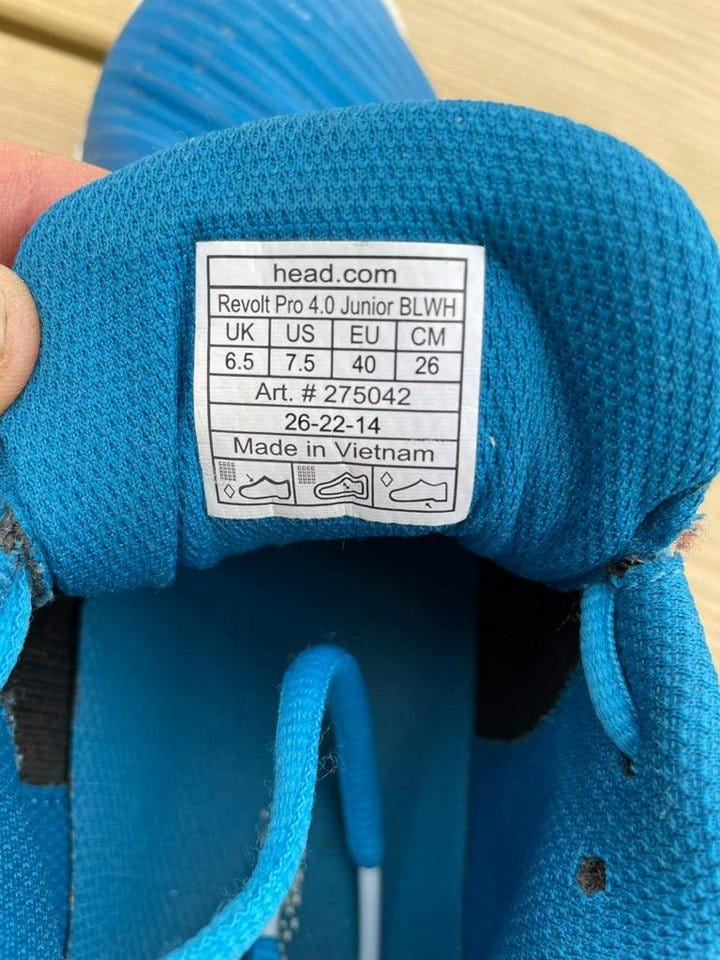 head.com
Revolt Pro 4.0 Junior BLWH
UK US EU CM
6.5 7.5 40 26
Art. # 275042
26-22-14
Made in Vietnam